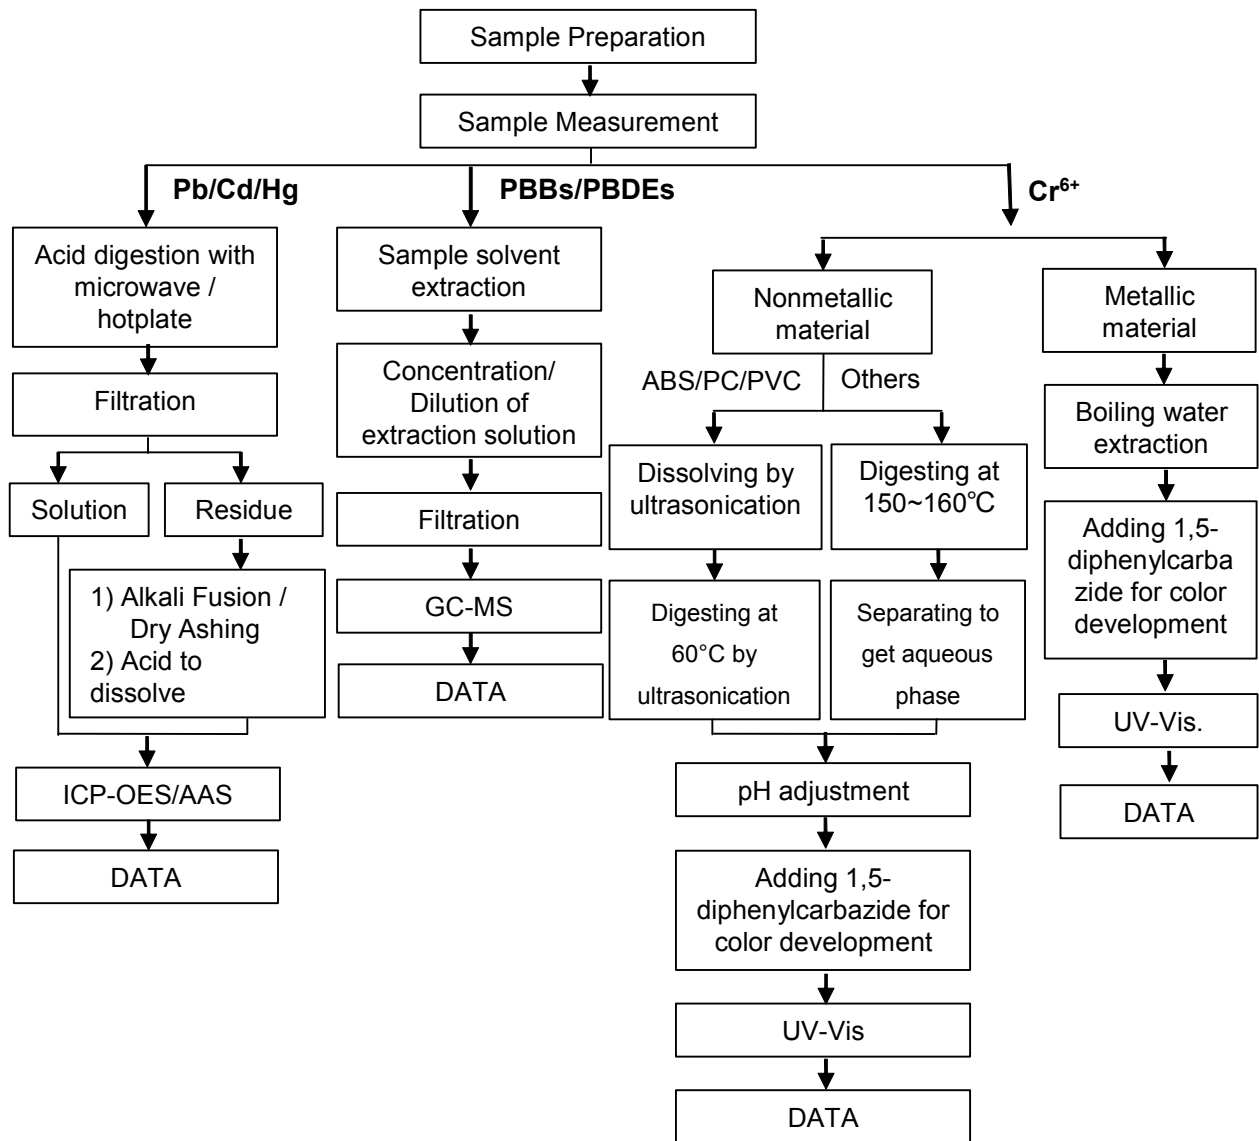 Sample Preparation
Sample Measurement
Pb/Cd/Hg
PBBs/PBDEs
Cr⁶⁺
Acid digestion with
microwave /
hotplate
Filtration
Solution
Residue
1) Alkali Fusion /
Dry Ashing
2) Acid to
dissolve
ICP-OES/AAS
DATA
Sample solvent
extraction
Concentration/
Dilution of
extraction solution
Filtration
GC-MS
DATA
Nonmetallic
material
ABS/PC/PVC
Others
Dissolving by
ultrasonication
Digesting at
60°C by
ultrasonication
Digesting at
150~160℃
Separating to
get aqueous
phase
pH adjustment
Adding 1,5-
diphenylcarbazide for
color development
UV-Vis
DATA
Metallic
material
Boiling water
extraction
Adding 1,5-
diphenylcarba
zide for color
development
UV-Vis.
DATA